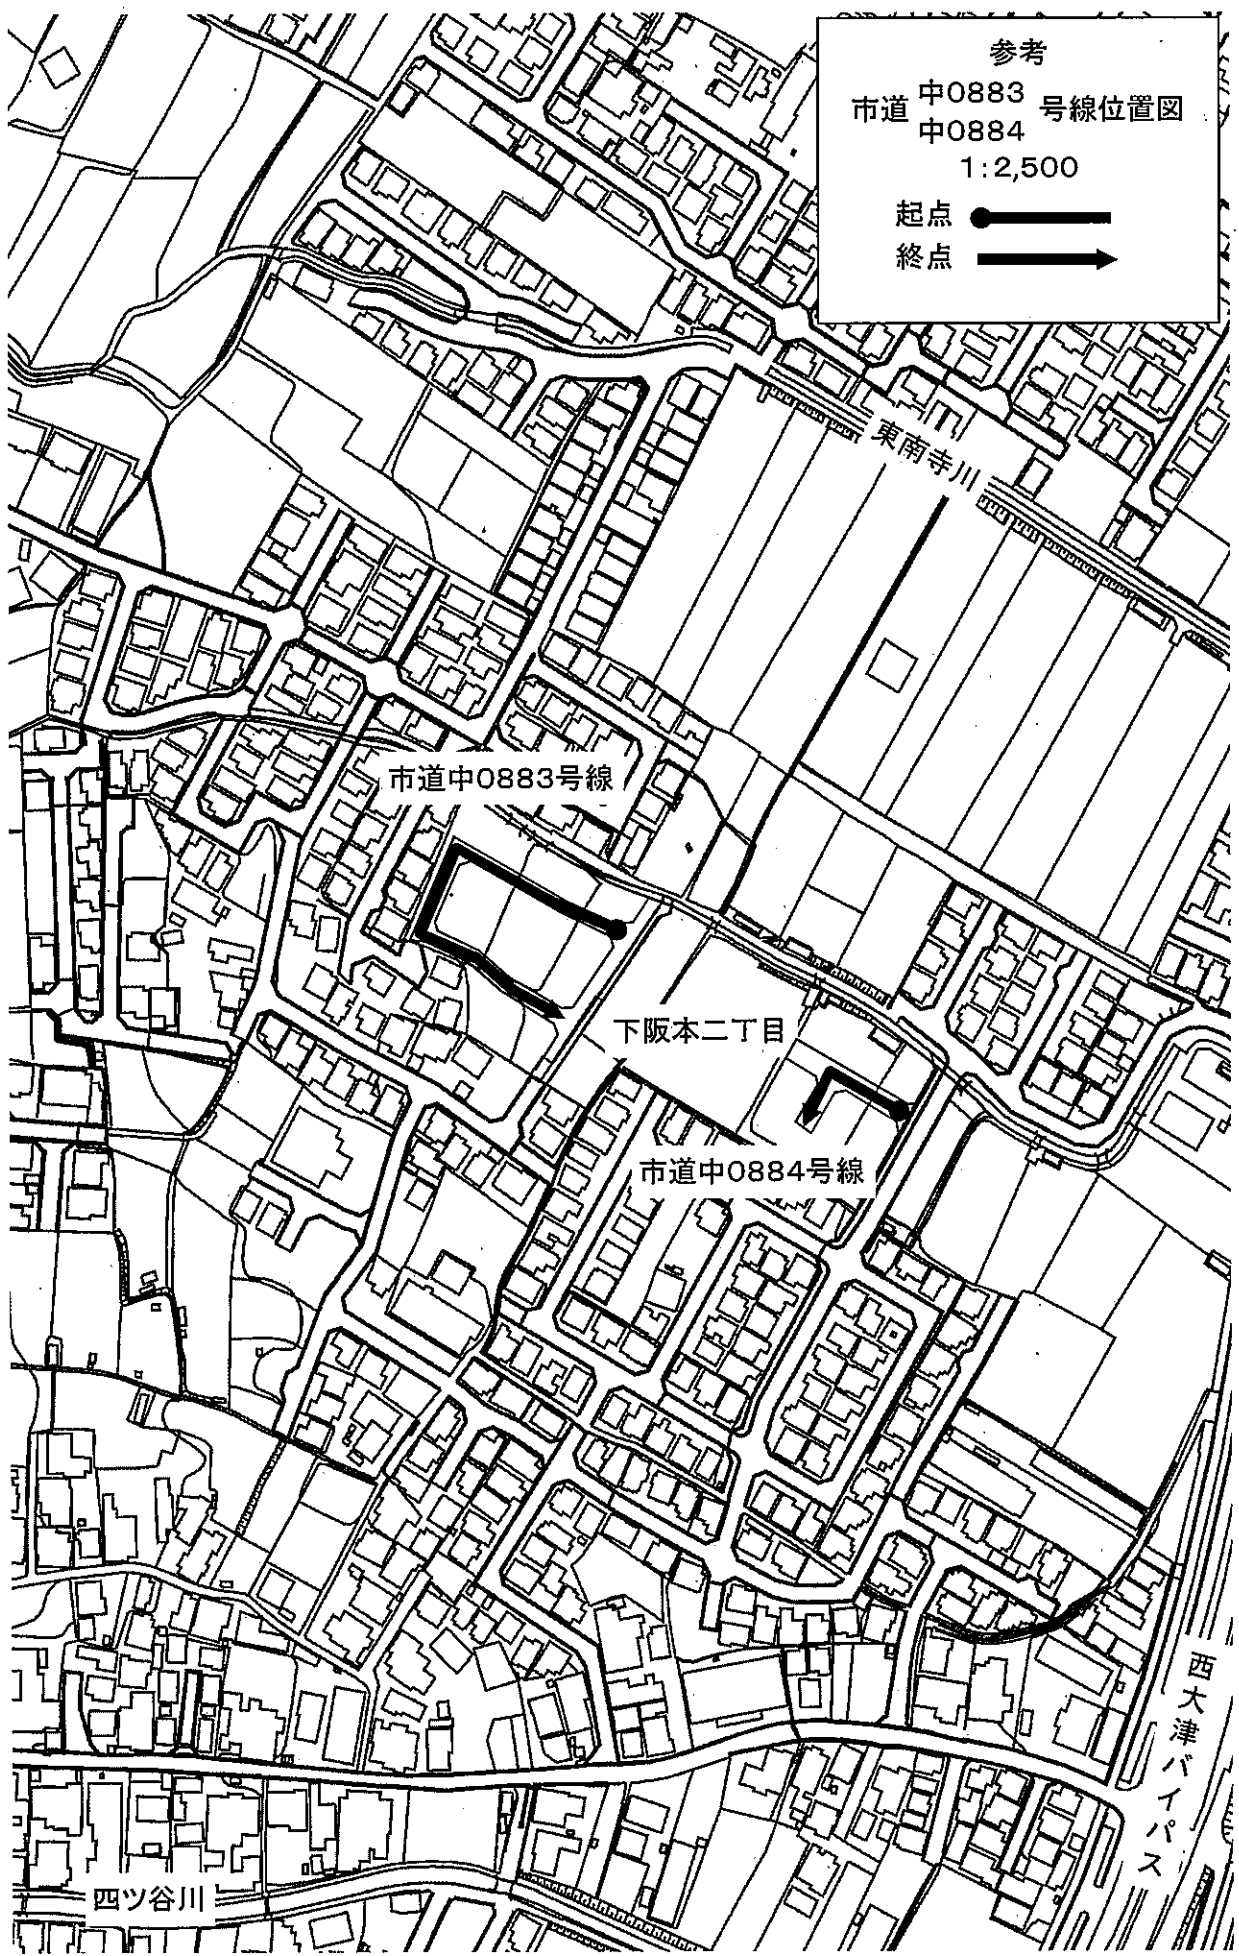 参考
市道 中0883 号線位置図
中0884
1:2,500
起点
終点
東南寺川
市道中0883号線
下阪本二丁目
市道中0884号線
西大津バイパス
四ツ谷川